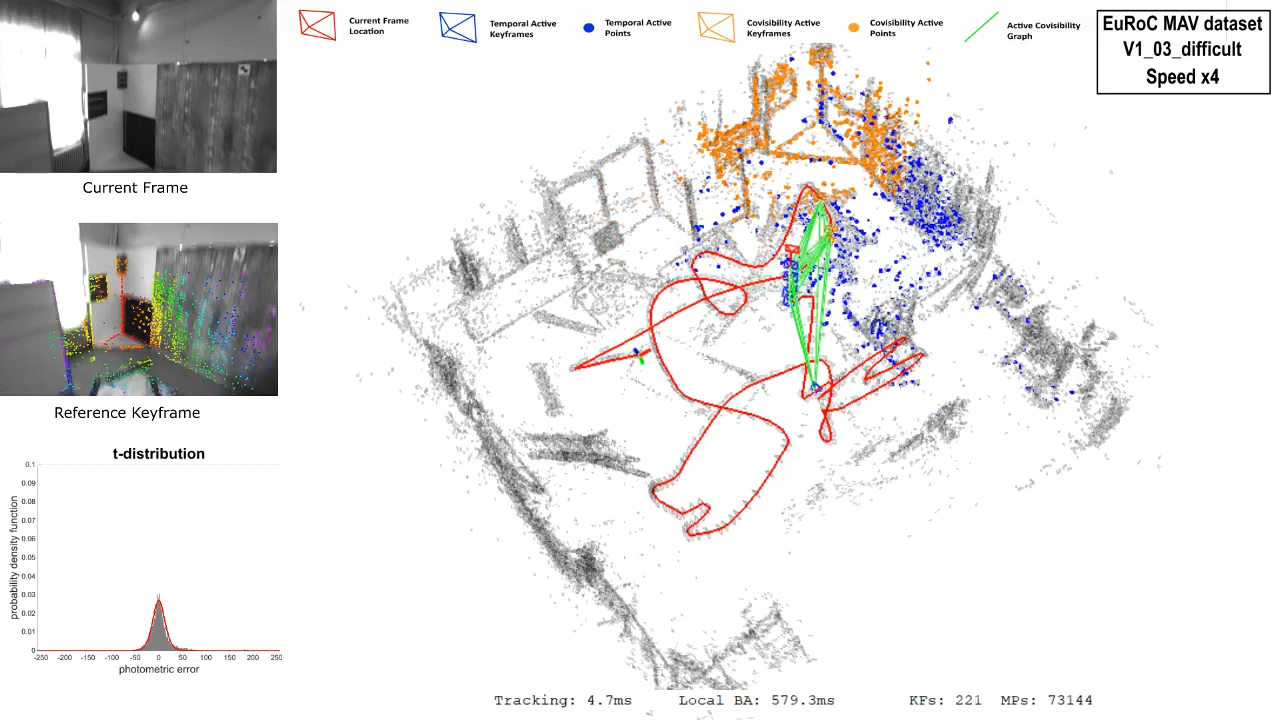 Current Frame
Location
Temporal Active
Keyframes
Temporal Active
Points
Covisibility Active
Keyframes
Covisibility Active
Points
Active Covisibility
Graph
EuRoC MAV dataset
V1_03_difficult
Speed x4
Current Frame
Reference Keyframe
t-distribution
probability density function
0.1
0.09
0.08
0.07
0.06
0.05
0.04
0.03
0.02
0.01
0
-250 -200 -150 -100 -50 0 50 100 150 200 250
photometric error
Tracking: 4.7ms Local BA: 579.3ms KFs: 221 MPs: 73144